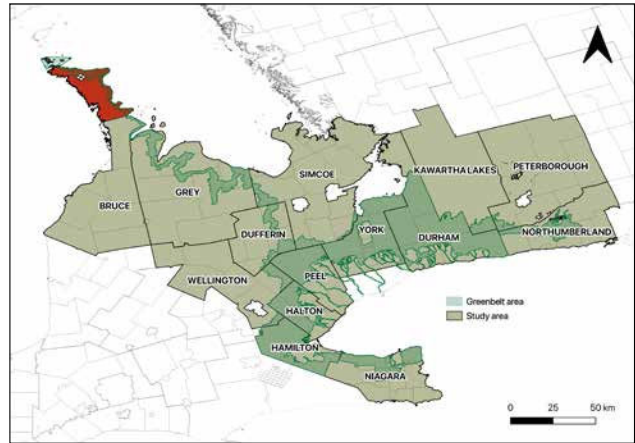 SIMCOE
KAWARTHA LAKES
PETERBOROUGH
BRUCE
GREY
DUFFERIN
YORK
DURHAM
NORTHUMBERLAND
WELLINGTON
PEEL
HALTON
HAMILTON
NIAGARA
Greenbelt area
Study area
0 25 50 km